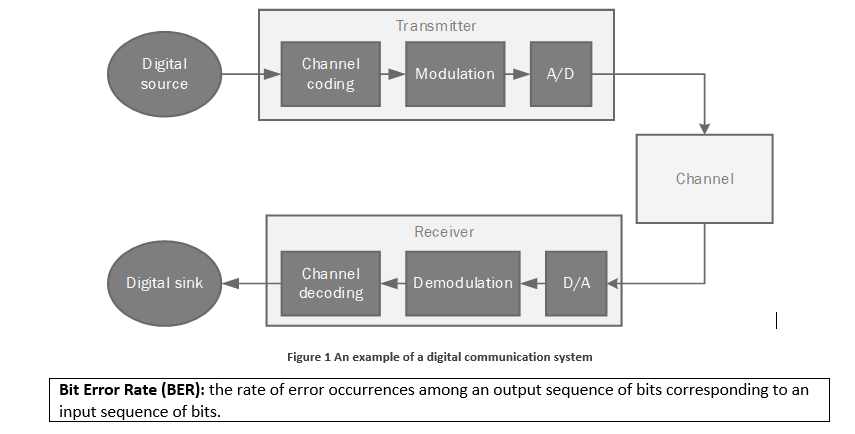 Transmitter
Digital
source
Channel
coding
Modulation
A/D
Channel
Receiver
Digital sink
Channel
decoding
Demodulation
D/A
Figure 1 An example of a digital communication system
Bit Error Rate (BER): the rate of error occurrences among an output sequence of bits corresponding to an
input sequence of bits.